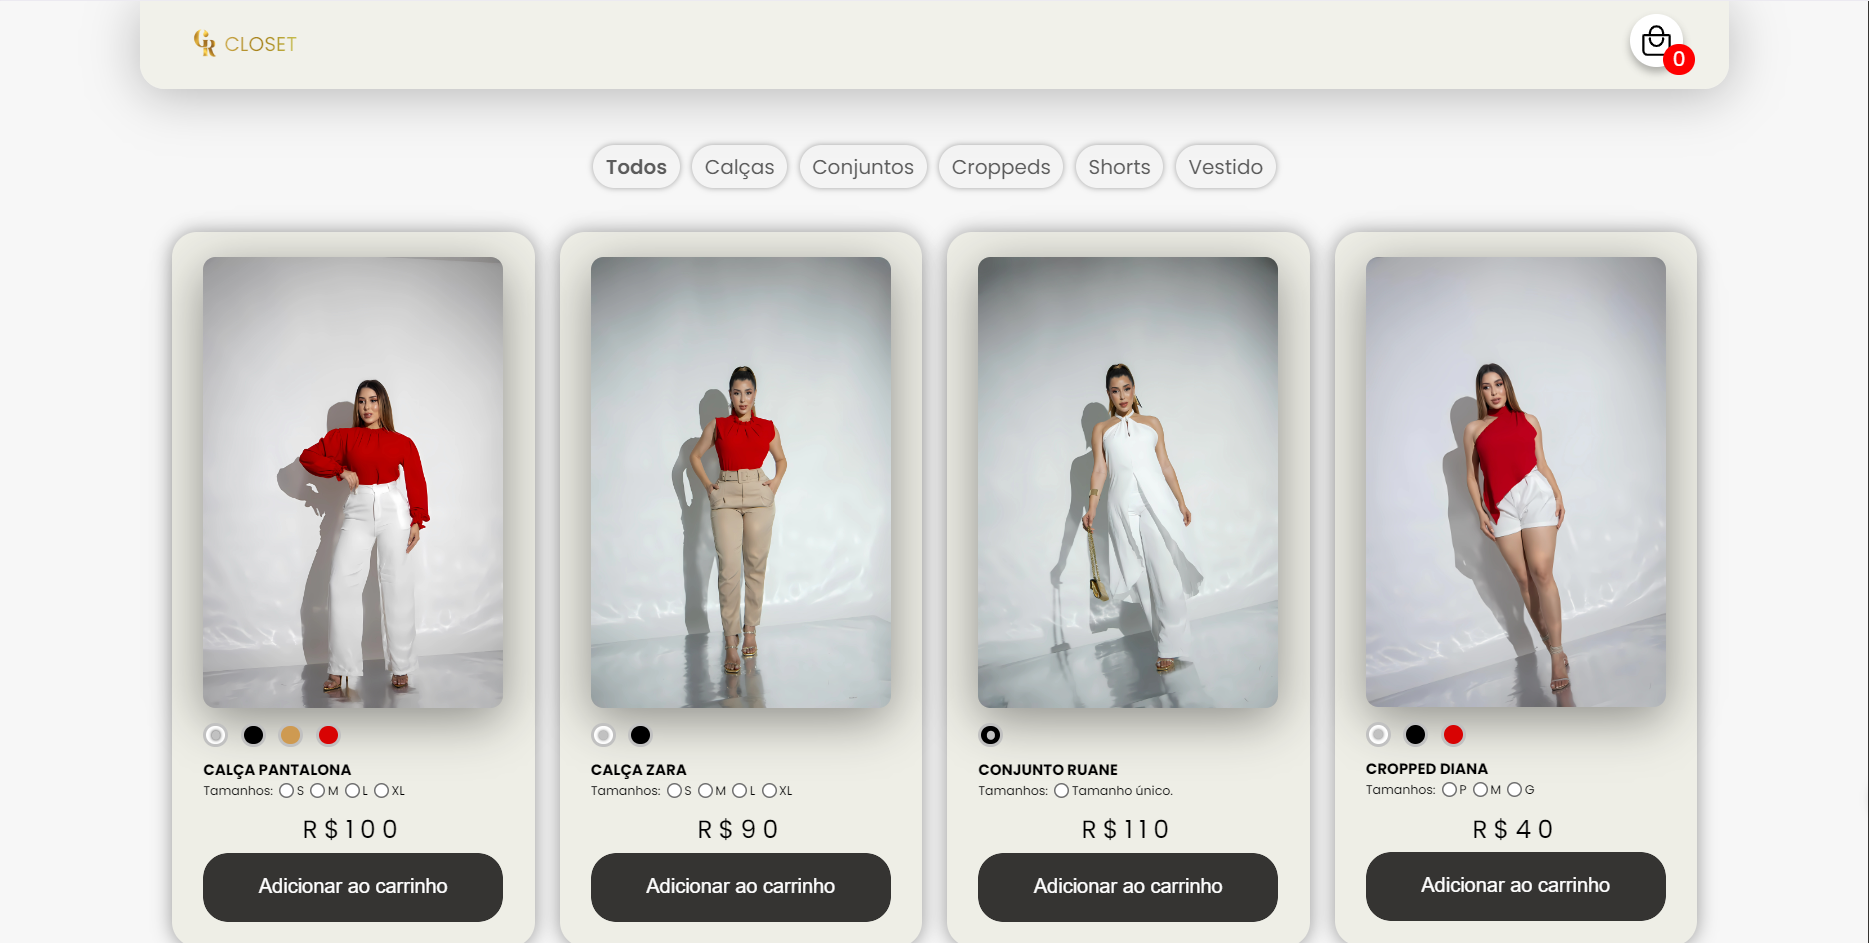 GR CLOSET
0
Todos Calças Conjuntos Croppeds Shorts Vestido
CALÇA PANTALONA
Tamanhos: S M L XL
R$100
Adicionar ao carrinho
CALÇA ZARA
Tamanhos: S M L XL
R$90
Adicionar ao carrinho
CONJUNTO RUANE
Tamanhos: Tamanho único.
R$110
Adicionar ao carrinho
CROPPED DIANA
Tamanhos: P M G
R$40
Adicionar ao carrinho